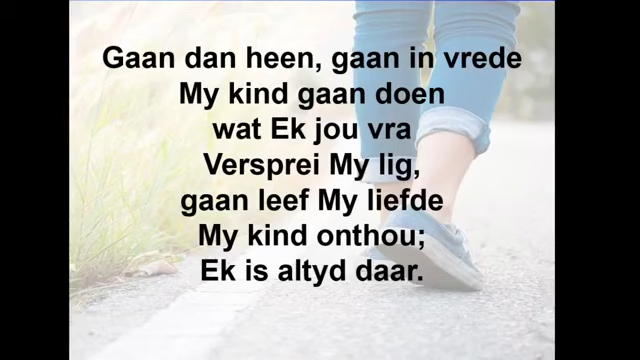 Gaan dan heen, gaan in vrede
My kind gaan doen
wat Ek jou vra
Versprei My lig,
gaan leef My liefde
My kind onthou;
Ek is altyd daar.